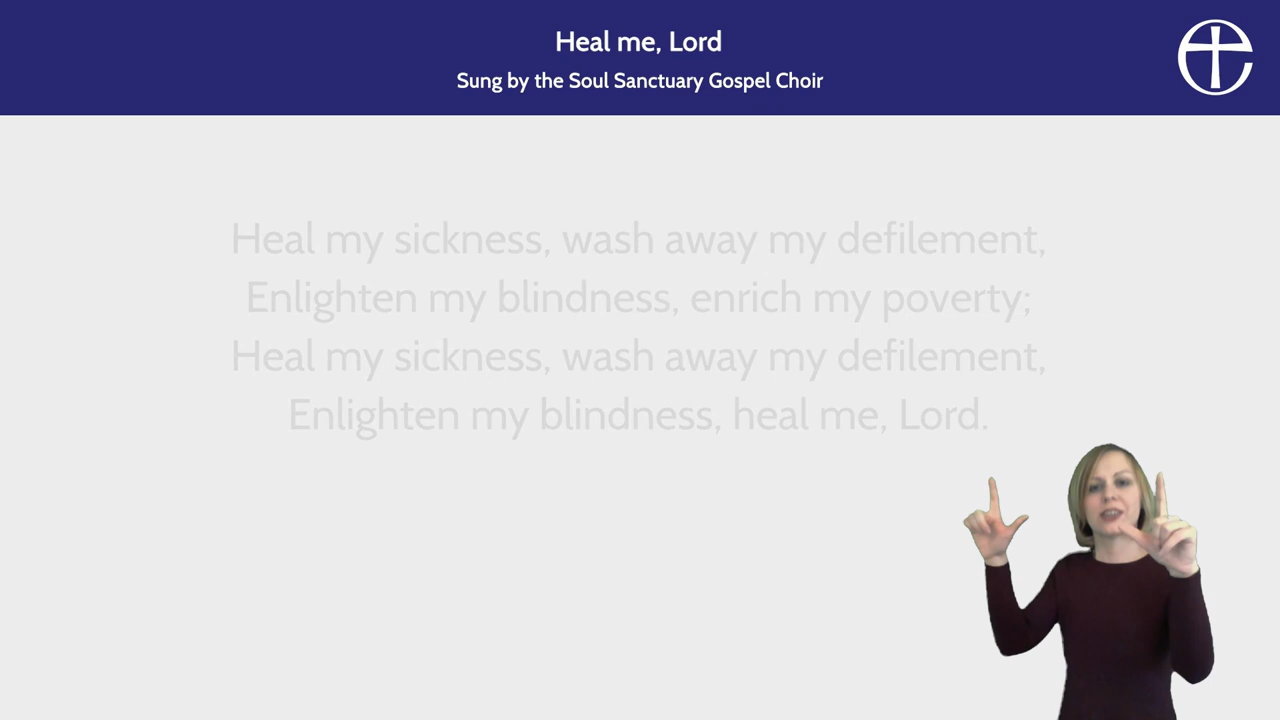 Heal me, Lord
Sung by the Soul Sanctuary Gospel Choir
Heal my sickness, wash away my defilement,
Enlighten my blindness, enrich my poverty;
Heal my sickness, wash away my defilement,
Enlighten my blindness, heal me, Lord.